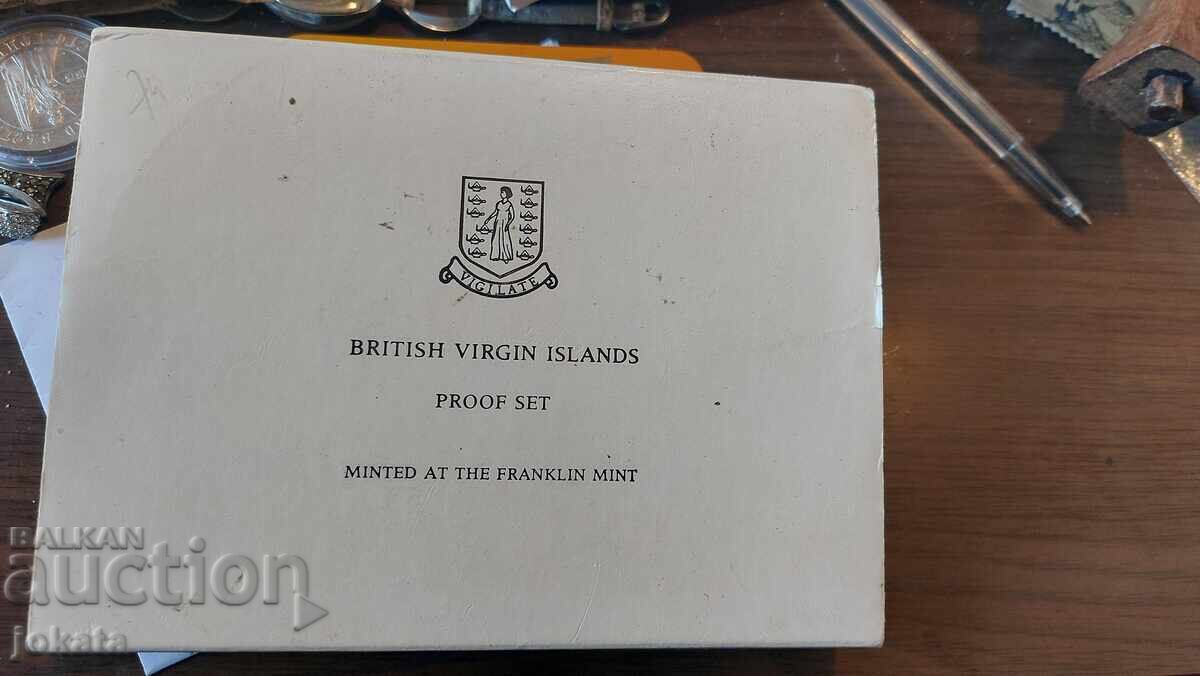 VIGILATE
BRITISH VIRGIN ISLANDS
PROOF SET
MINTED AT THE FRANKLIN MINT
BALKAN
auction
jokata